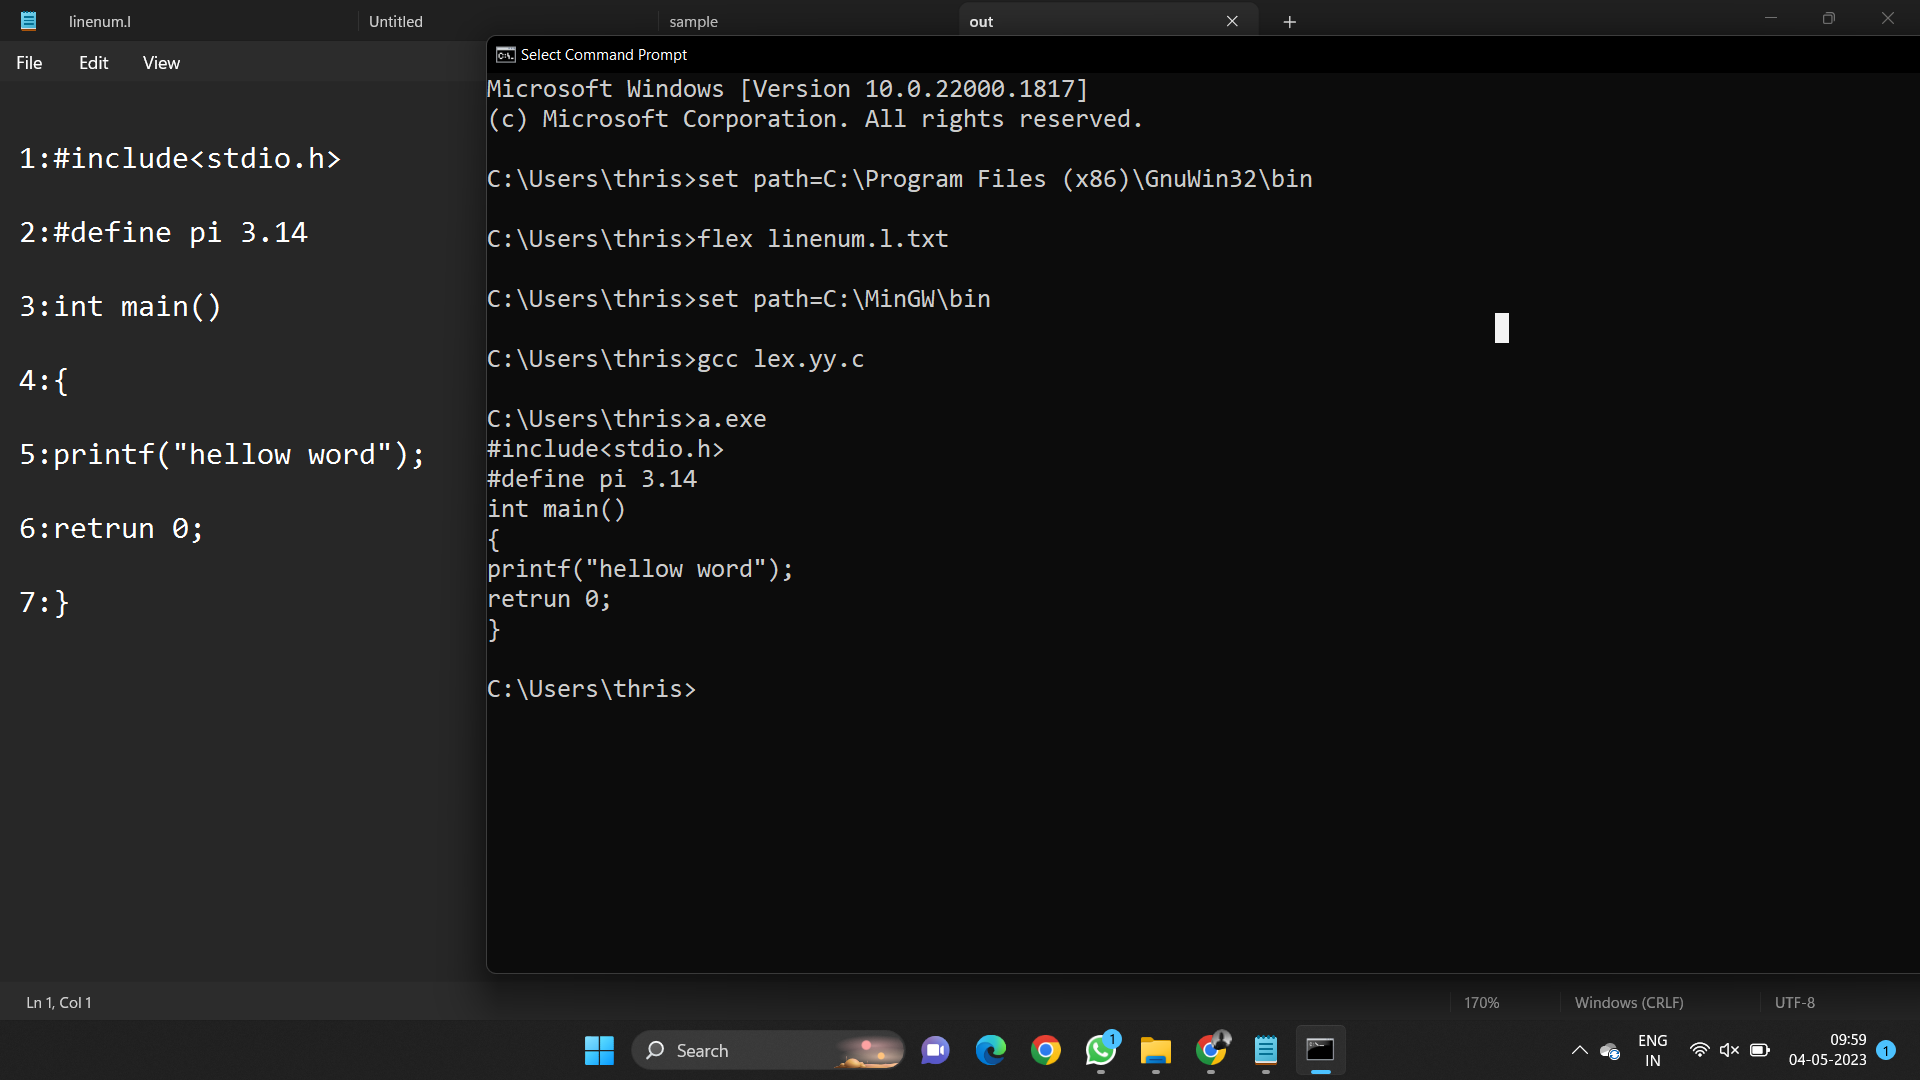 linenum.l
Untitled
sample
out
File
Edit
View
1:#include<stdio.h>
2:#define pi 3.14
3:int main()
4:{
5:printf("hellow word");
6:retrun 0;
7:}
Select Command Prompt
Microsoft Windows [Version 10.0.22000.1817]
(c) Microsoft Corporation. All rights reserved.
C:\Users\thris>set path=C:\Program Files (x86)\GnuWin32\bin
C:\Users\thris>flex linenum.l.txt
C:\Users\thris>set path=C:\MinGW\bin
C:\Users\thris>gcc lex.yy.c
C:\Users\thris>a.exe
#include<stdio.h>
#define pi 3.14
int main()
{
printf("hellow word");
retrun 0;
}
C:\Users\thris>
Ln 1, Col 1
170%
Windows (CRLF)
UTF-8
Search
1
ENG
IN
09:59
04-05-2023
1